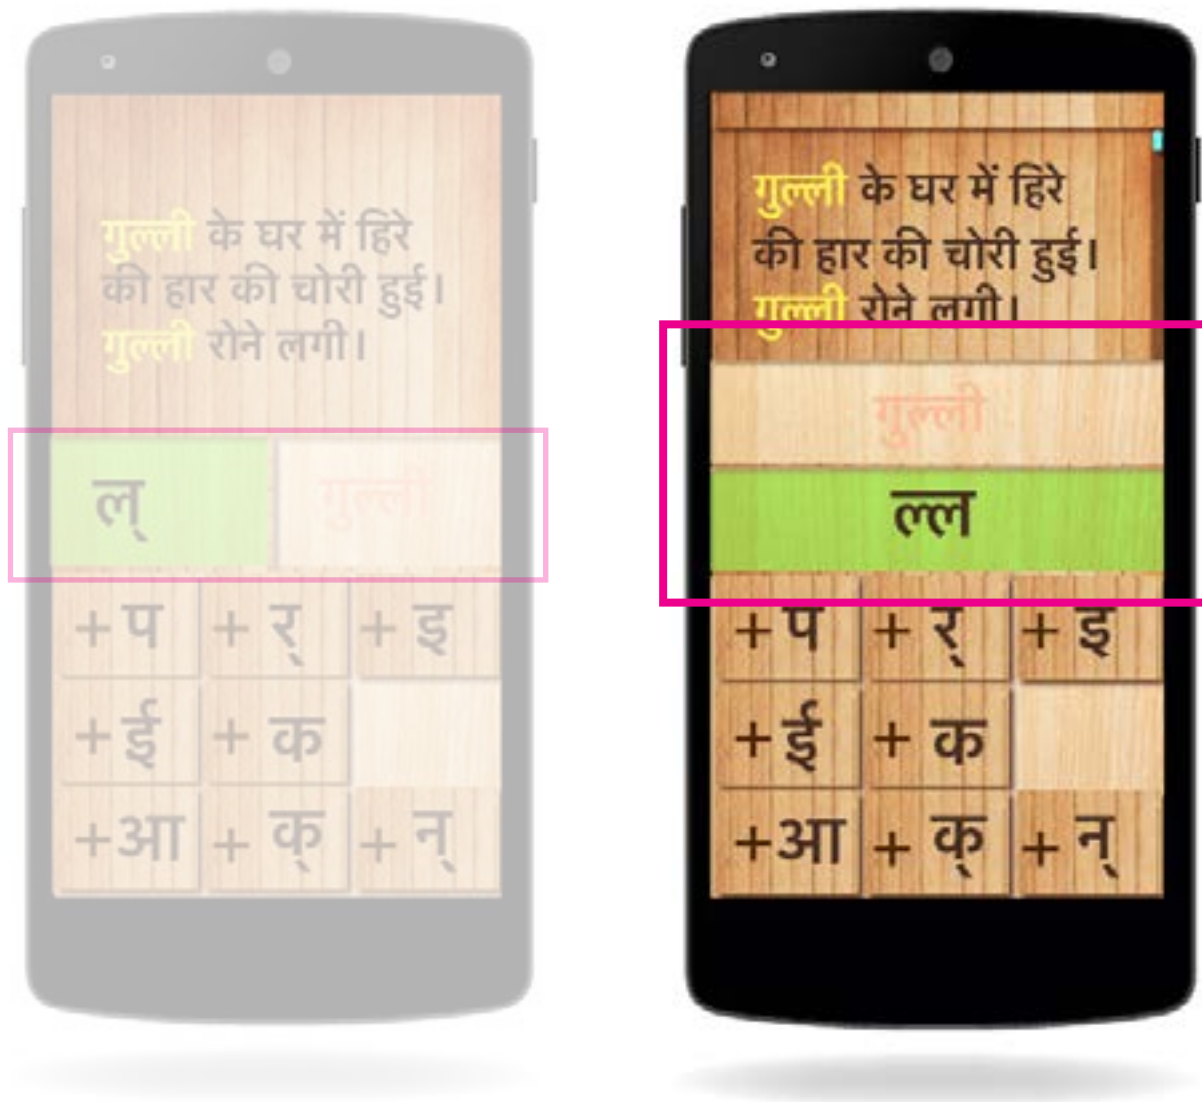 गुल्ली के घर में हिरे
की हार की चोरी हुई।
गुल्ली रोने लगी।
ल्
गुल्ली
+ प + र् + इ
+ ई + क
+ आ + क् + न्
गुल्ली के घर में हिरे
की हार की चोरी हुई।
गुल्ली रोने लगी।
गुल्ली
ल्ल
+ प + र् + इ
+ ई + क
+ आ + क् + न्